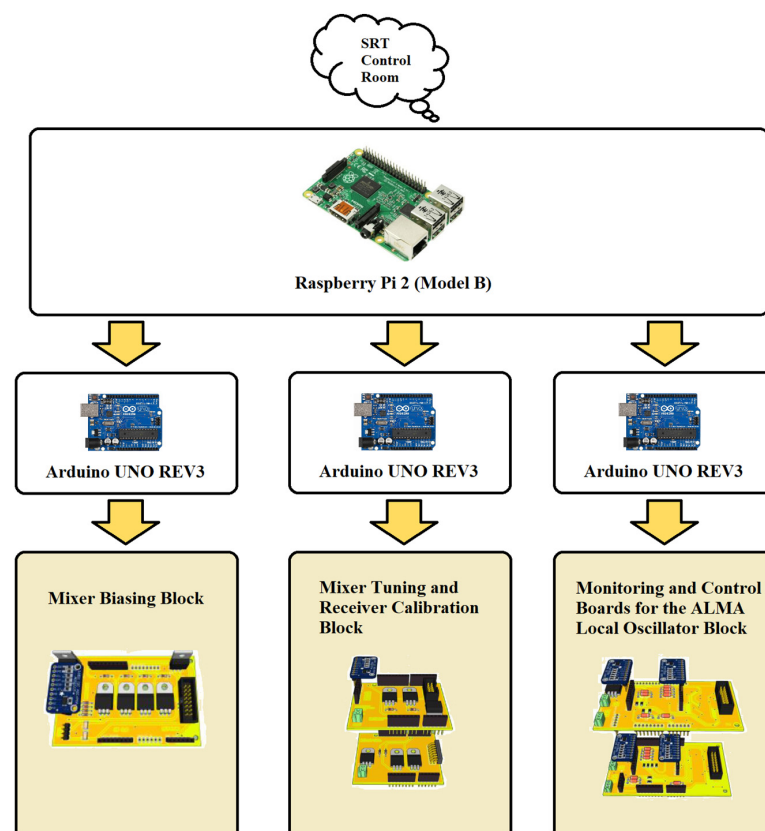 SRT
Control
Room
Raspberry Pi 2 (Model B)
Arduino UNO REV3
Arduino UNO REV3
Arduino UNO REV3
Mixer Biasing Block
Mixer Tuning and
Receiver Calibration
Block
Monitoring and Control
Boards for the ALMA
Local Oscillator Block